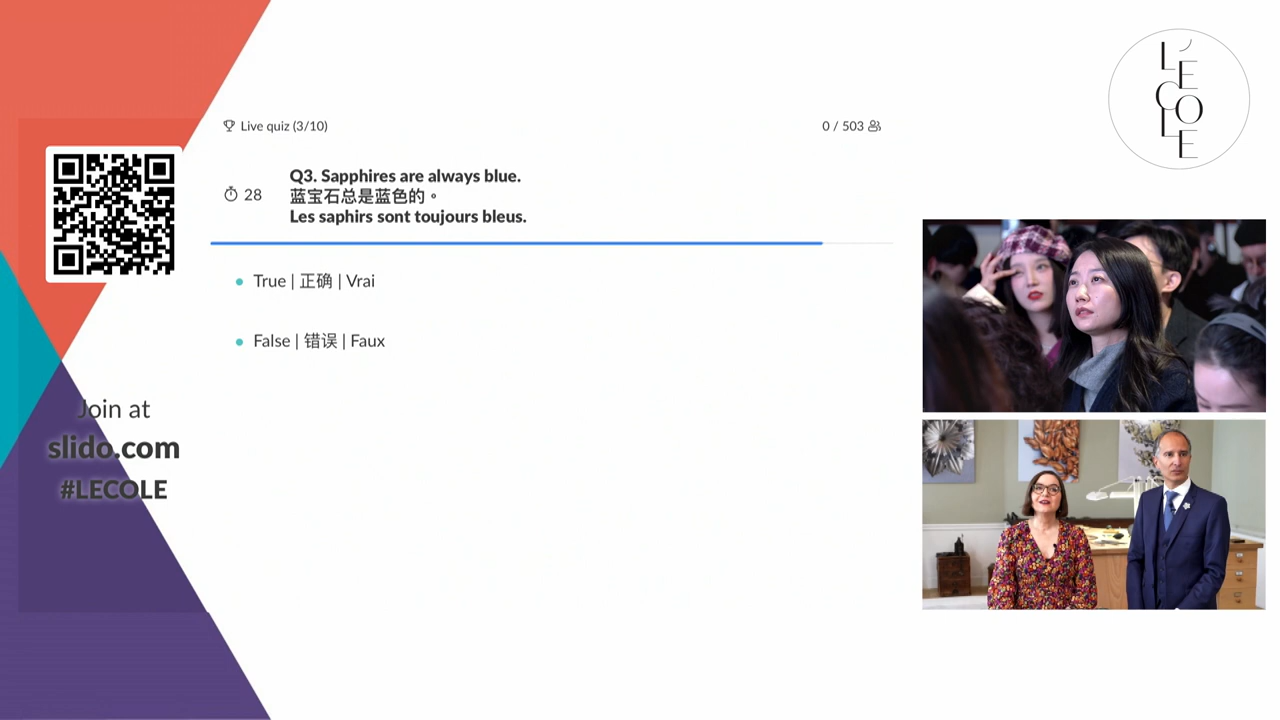 Live quiz (3/10)
0 / 503
28
Q3. Sapphires are always blue.
蓝宝石总是蓝色的。
Les saphirs sont toujours bleus.
True | 正确 | Vrai
False | 错误 | Faux
Join at
slido.com
#LECOLE
L'ECOLE